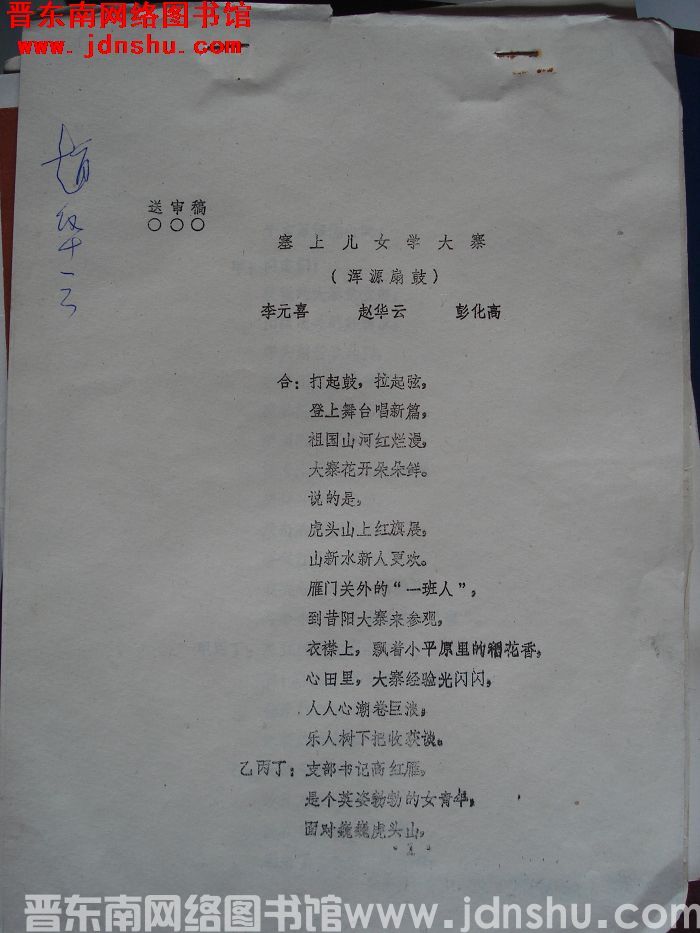 晋东南网络图书馆
www.jdnshu.com
赵华云
送审稿
○○○
塞上儿女学大寨
(浑源扇鼓)
李元喜 赵华云 彭化高
合：打起鼓，拉起弦，
登上舞台唱新篇，
祖国山河红烂漫，
大寨花开朵朵鲜。
说的是，
虎头山上红旗展，
山新水新人更欢。
雁门关外的“一班人”，
到昔阳大寨来参观，
衣襟上，飘着小平原里的稻花香，
心田里，大寨经验光闪闪，
人人心潮卷巨澜，
乐人树下把收获谈。
乙丙丁：支部书记高红雁，
是个英姿勃勃的女青年，
面对巍巍虎头山，
晋东南网络图书馆www.jdnshu.com